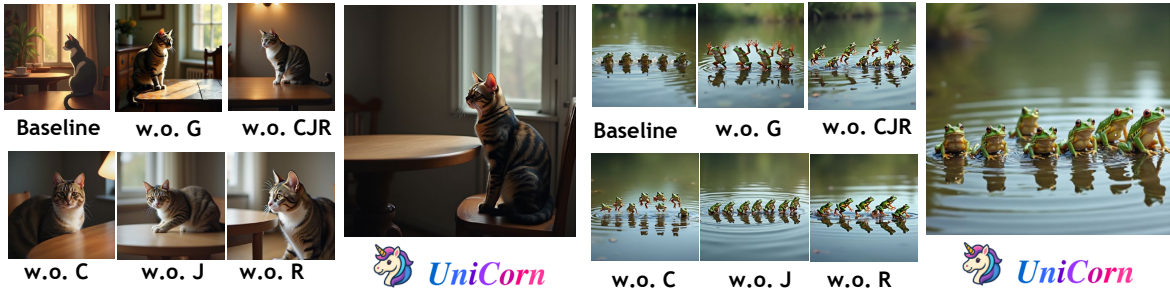 Baseline
w.o. G
w.o. CJR
w.o. C
w.o. J
w.o. R
UniCorn
Baseline
w.o. G
w.o. CJR
w.o. C
w.o. J
w.o. R
UniCorn